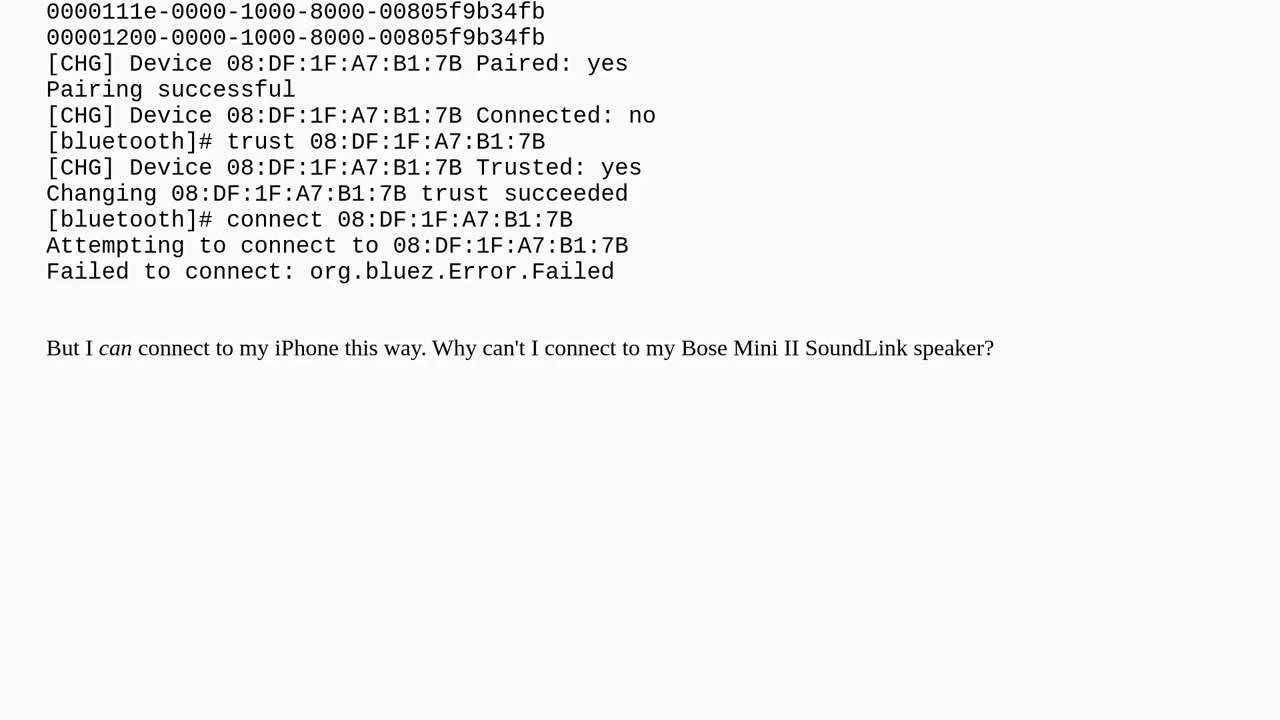 0000111e-0000-1000-8000-00805f9b34fb
00001200-0000-1000-8000-00805f9b34fb
[CHG] Device 08:DF:1F:A7:B1:7B Paired: yes
Pairing successful
[CHG] Device 08:DF:1F:A7:B1:7B Connected: no
[bluetooth]# trust 08:DF:1F:A7:B1:7B
[CHG] Device 08:DF:1F:A7:B1:7B Trusted: yes
Changing 08:DF:1F:A7:B1:7B trust succeeded
[bluetooth]# connect 08:DF:1F:A7:B1:7B
Attempting to connect to 08:DF:1F:A7:B1:7B
Failed to connect: org.bluez.Error.Failed
But I can connect to my iPhone this way. Why can't I connect to my Bose Mini II SoundLink speaker?